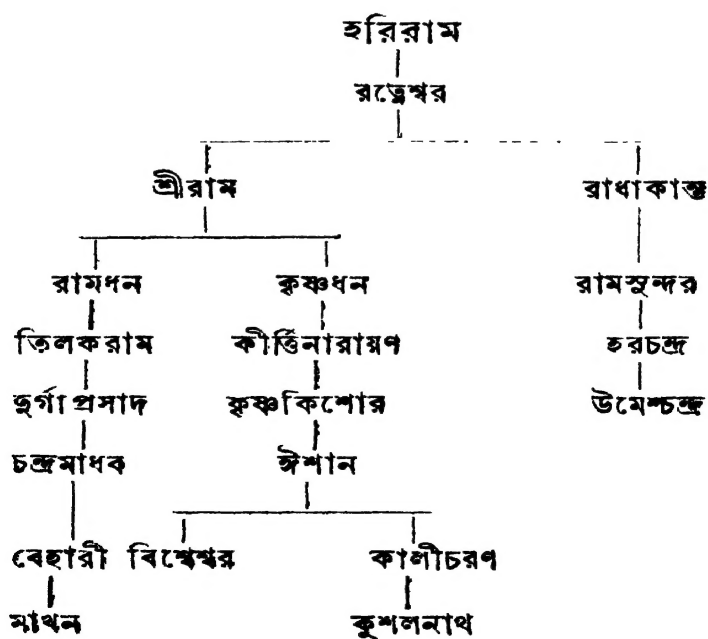 হরিরাম
রত্নেশ্বর
শ্রীরাম রাধাকান্ত
রামধন কৃষ্ণধন রামসুন্দর
তিলকরাম কীর্ত্তিনারায়ণ হরচন্দ্র
দুর্গাপ্রসাদ কৃষ্ণকিশোর উমেশচন্দ্র
চন্দ্রমাধব ঈশান
বেহারী বিশ্বেশ্বর কালীচরণ
মাখন কুশলনাথ